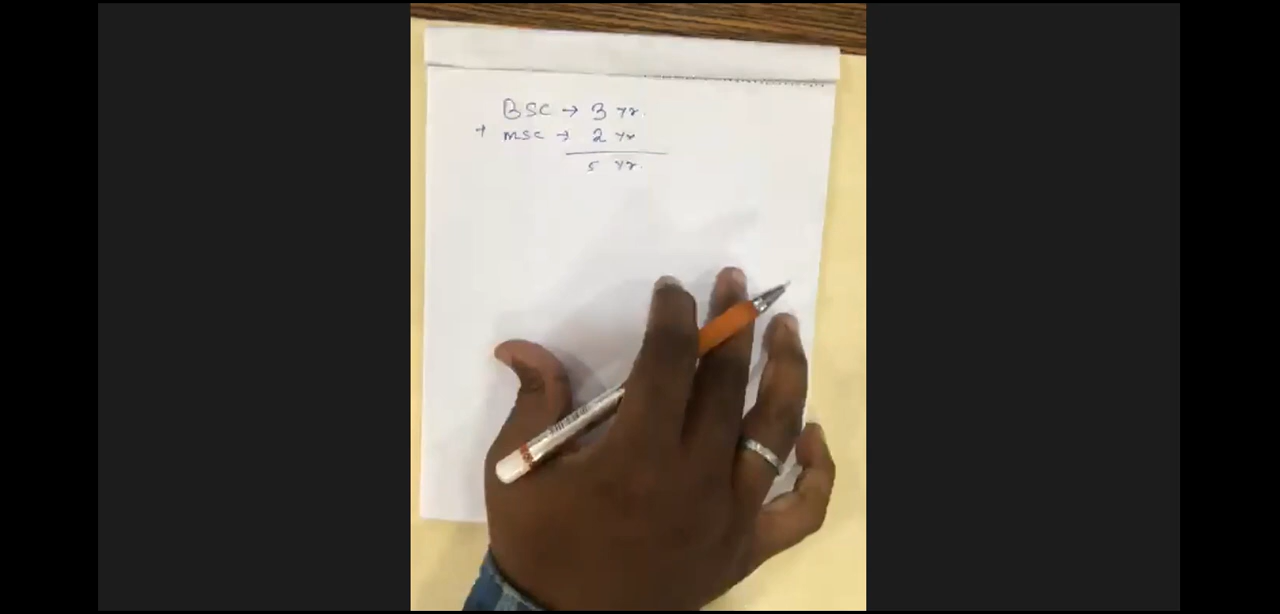 BSC → 3 Yr.
+ MSC → 2 Yr
5 Yr.